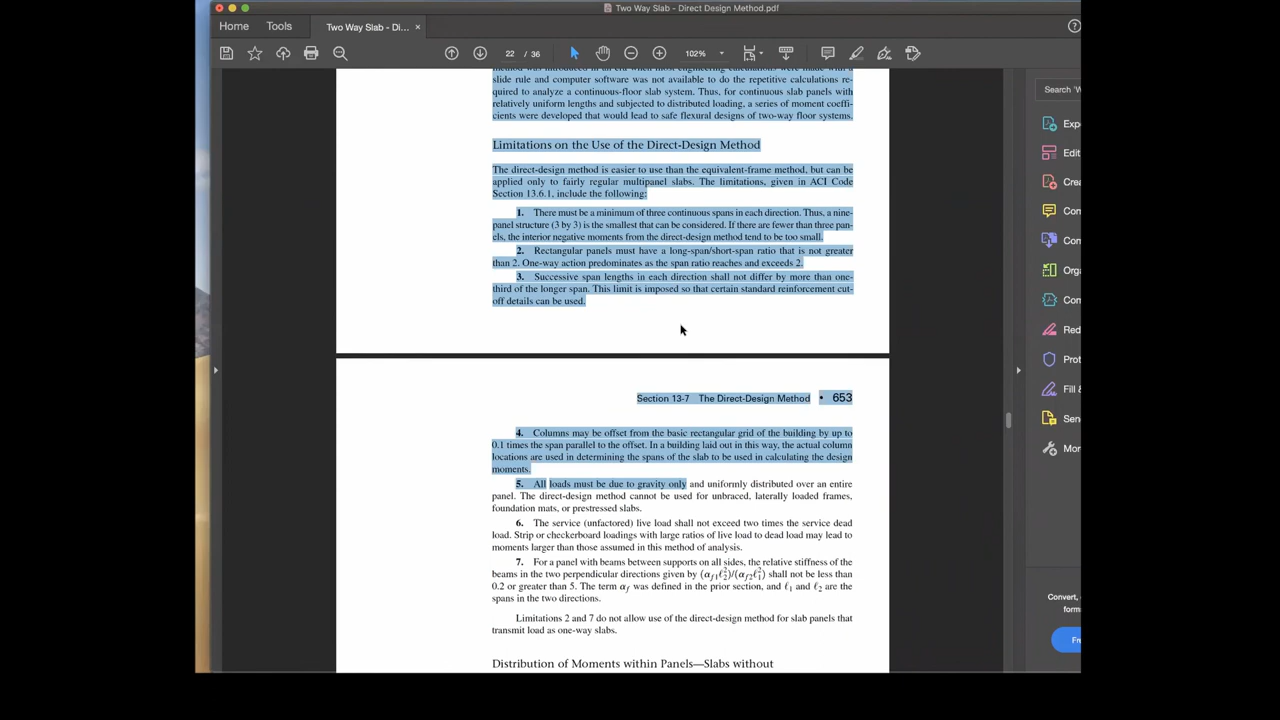 Two Way Slab - Direct Design Method.pdf
Home Tools Two Way Slab - Di... ×
22 / 36 102%
slide rule and computer software was not available to do the repetitive calculations re-
quired to analyze a continuous-floor slab system. Thus, for continuous slab panels with
relatively uniform lengths and subjected to distributed loading, a series of moment coeffi-
cients were developed that would lead to safe flexural designs of two-way floor systems.
Limitations on the Use of the Direct-Design Method
The direct-design method is easier to use than the equivalent-frame method, but can be
applied only to fairly regular multipanel slabs. The limitations, given in ACI Code
Section 13.6.1, include the following:
1. There must be a minimum of three continuous spans in each direction. Thus, a nine-
panel structure (3 by 3) is the smallest that can be considered. If there are fewer than three pan-
els, the interior negative moments from the direct-design method tend to be too small.
2. Rectangular panels must have a long-span/short-span ratio that is not greater
than 2. One-way action predominates as the span ratio reaches and exceeds 2.
3. Successive span lengths in each direction shall not differ by more than one-
third of the longer span. This limit is imposed so that certain standard reinforcement cut-
off details can be used.
Section 13-7 The Direct-Design Method • 653
4. Columns may be offset from the basic rectangular grid of the building by up to
0.1 times the span parallel to the offset. In a building laid out in this way, the actual column
locations are used in determining the spans of the slab to be used in calculating the design
moments.
5. All loads must be due to gravity only and uniformly distributed over an entire
panel. The direct-design method cannot be used for unbraced, laterally loaded frames,
foundation mats, or prestressed slabs.
6. The service (unfactored) live load shall not exceed two times the service dead
load. Strip or checkerboard loadings with large ratios of live load to dead load may lead to
moments larger than those assumed in this method of analysis.
7. For a panel with beams between supports on all sides, the relative stiffness of the
beams in the two perpendicular directions given by (αf1ℓ2²)/(αf2ℓ1²) shall not be less than
0.2 or greater than 5. The term αf was defined in the prior section, and ℓ1 and ℓ2 are the
spans in the two directions.
Limitations 2 and 7 do not allow use of the direct-design method for slab panels that
transmit load as one-way slabs.
Distribution of Moments within Panels—Slabs without
Search 'W
Exp
Edit
Crea
Con
Com
Orga
Con
Red
Prot
Fill &
Sen
Mor
Convert,
form
Fre